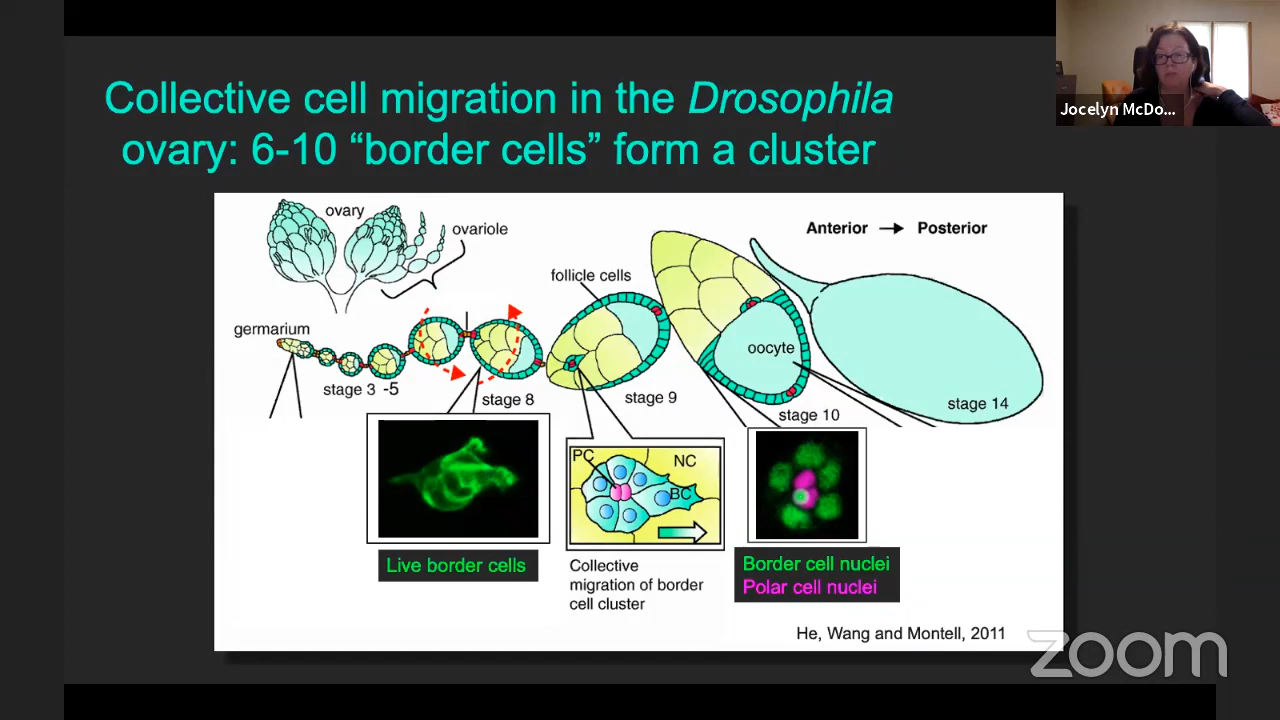 Jocelyn McDo...
Collective cell migration in the Drosophila
ovary: 6-10 “border cells” form a cluster
ovary
ovariole
Anterior → Posterior
follicle cells
germarium
oocyte
stage 3 -5
stage 8
stage 9
stage 10
stage 14
PC
NC
BC
Live border cells
Collective
migration of border
cell cluster
Border cell nuclei
Polar cell nuclei
He, Wang and Montell, 2011
zoom